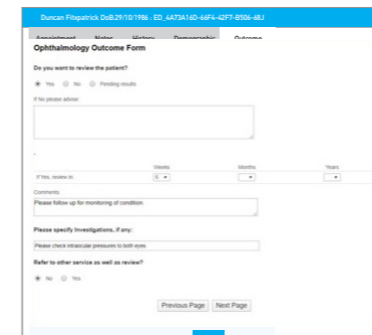 Duncan Fitspatrick DoB:29/10/1986 : ED_4A73A16D-66F4-42F7-B506-68J
Appointment Notes History Demographic Outcome
Ophthalmology Outcome Form
Do you want to review the patient?
Yes No Pending results
If No please advise:
Weeks Months Years
If Yes, review in 6
Comments
Please follow up for monitoring of condition.
Please specify Investigations, if any:
Please check intraocular pressures to both eyes
Refer to other service as well as review?
No Yes
Previous Page Next Page